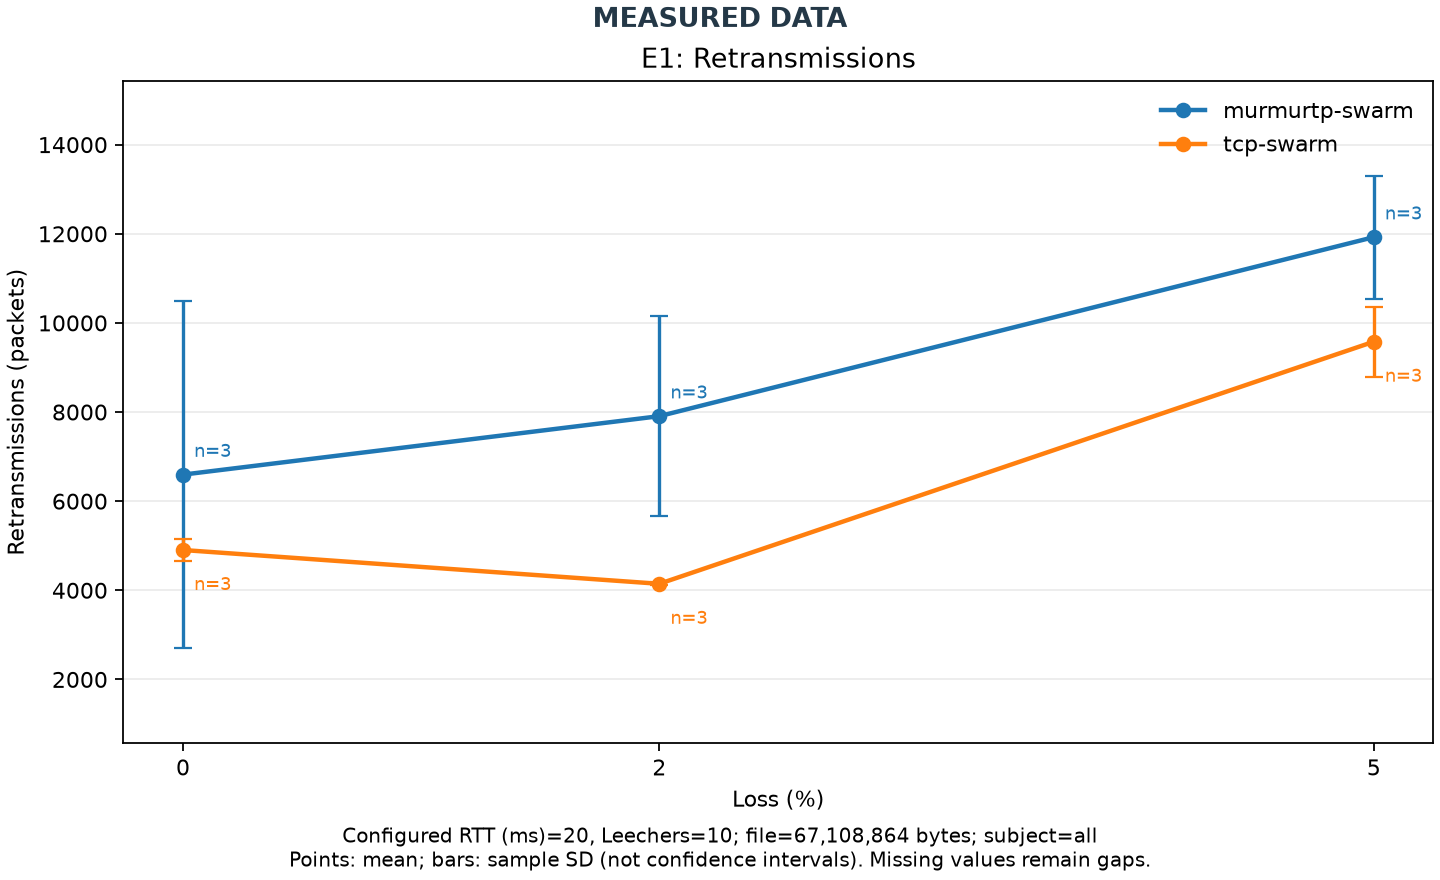 MEASURED DATA
E1: Retransmissions
murmurtp-swarm
tcp-swarm
Retransmissions (packets)
14000
12000
10000
8000
6000
4000
2000
n=3
n=3
n=3
n=3
n=3
n=3
0 2 5
Loss (%)
Configured RTT (ms)=20, Leechers=10; file=67,108,864 bytes; subject=all
Points: mean; bars: sample SD (not confidence intervals). Missing values remain gaps.